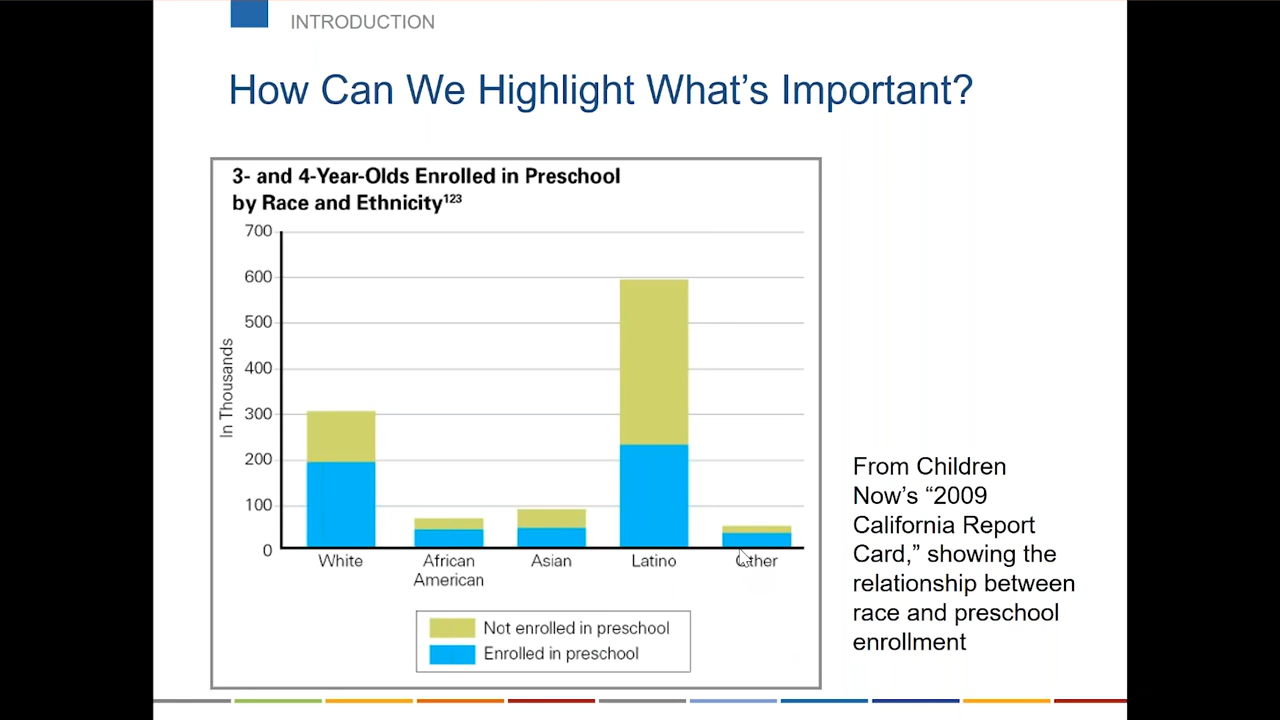 INTRODUCTION
How Can We Highlight What’s Important?
3- and 4-Year-Olds Enrolled in Preschool
by Race and Ethnicity¹²³
700
600
500
400
300
200
100
0
In Thousands
White
African
American
Asian
Latino
Other
Not enrolled in preschool
Enrolled in preschool
From Children
Now’s “2009
California Report
Card,” showing the
relationship between
race and preschool
enrollment